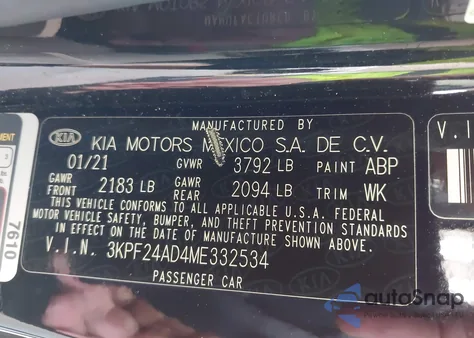 MANUFACTURED BY
KIA KIA MOTORS MEXICO S.A. DE C.V.
01/21 GVWR 3792 LB PAINT ABP
GAWR FRONT 2183 LB GAWR REAR 2094 LB TRIM WK
THIS VEHICLE CONFORMS TO ALL APPLICABLE U.S.A. FEDERAL
MOTOR VEHICLE SAFETY, BUMPER, AND THEFT PREVENTION STANDARDS
IN EFFECT ON THE DATE OF MANUFACTURE SHOWN ABOVE.
V.I.N. 3KPF24AD4ME332534
PASSENGER CAR
7610
V.I
autoSnap